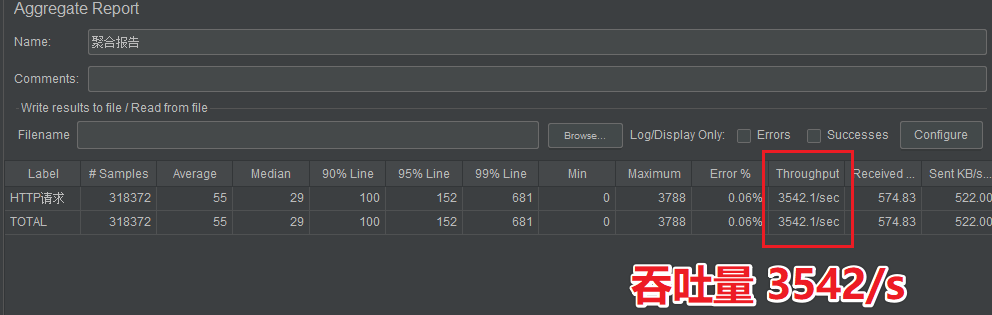 Aggregate Report
Name: 聚合报告
Comments:
Write results to file / Read from file
Filename Browse... Log/Display Only: Errors Successes Configure
Label # Samples Average Median 90% Line 95% Line 99% Line Min Maximum Error % Throughput Received ... Sent KB/s...
HTTP请求 318372 55 29 100 152 681 0 3788 0.06% 3542.1/sec 574.83 522.00
TOTAL 318372 55 29 100 152 681 0 3788 0.06% 3542.1/sec 574.83 522.00
吞吐量 3542/s